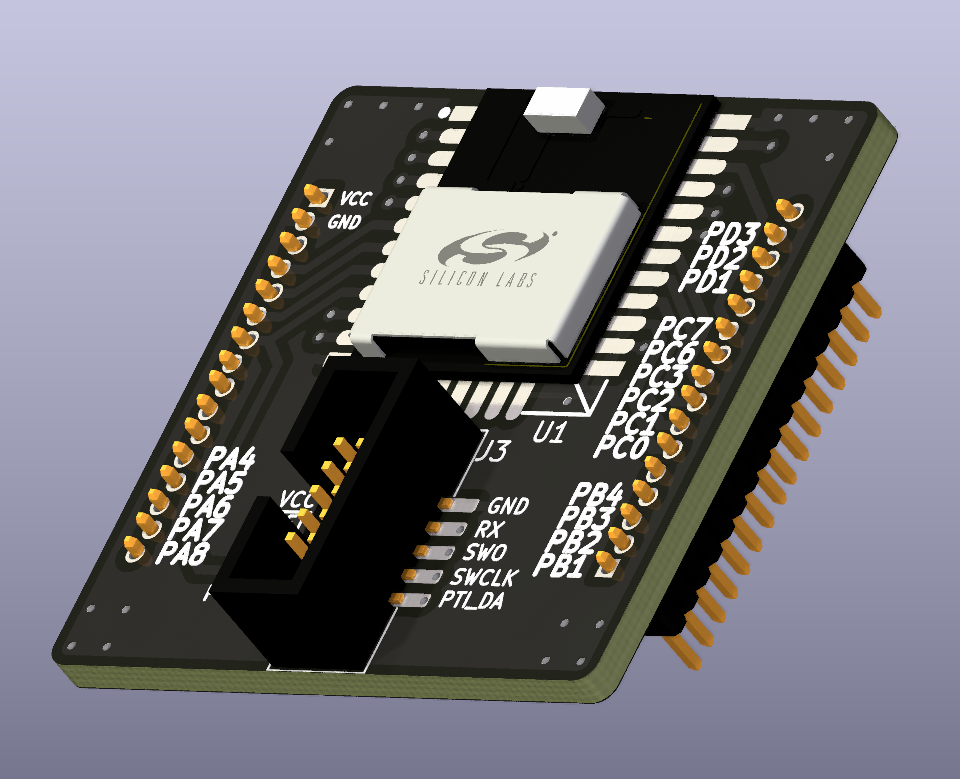 VCC
GND
SILICON LABS
PD3
PD2
PD1
PC7
PC6
PC3
PC2
PC1
PC0
U1
J3
PA4
PA5
PA6
PA7
PA8
VCC
GND
RX
SWO
SWCLK
PTI_DA
PB4
PB3
PB2
PB1